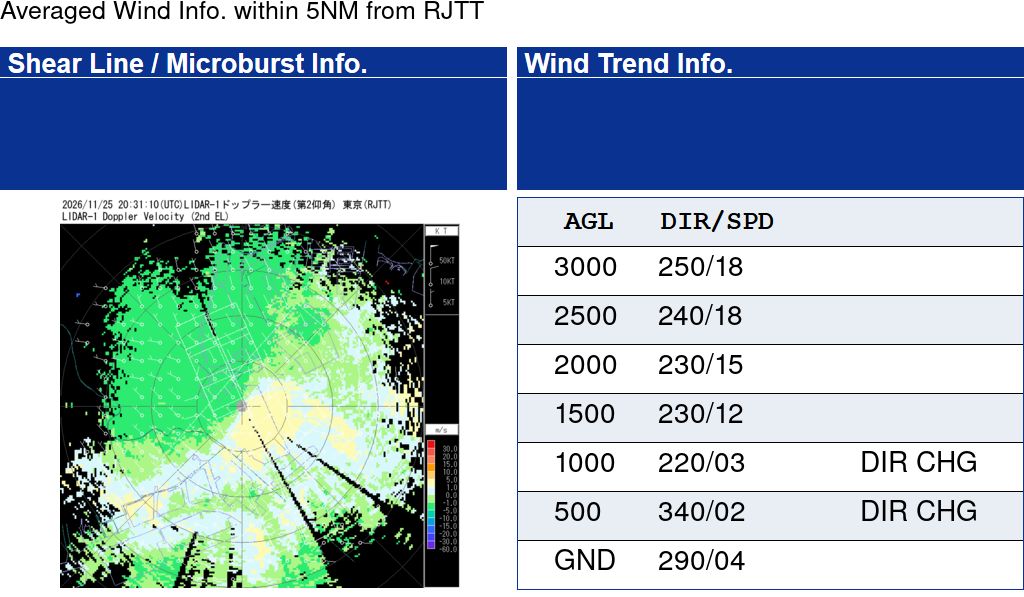 Averaged Wind Info. within 5NM from RJTT
Shear Line / Microburst Info.
Wind Trend Info.
2026/11/25 20:31:10(UTC)LIDAR-1ドップラー速度(第2仰角) 東京(RJTT)
LIDAR-1 Doppler Velocity (2nd EL)
K T
50KT
10KT
5KT
m/s
30.0
20.0
15.0
10.0
5.0
1.0
0.0
-1.0
-5.0
-10.0
-15.0
-20.0
-30.0
-60.0
AGL DIR/SPD
3000 250/18
2500 240/18
2000 230/15
1500 230/12
1000 220/03 DIR CHG
500 340/02 DIR CHG
GND 290/04